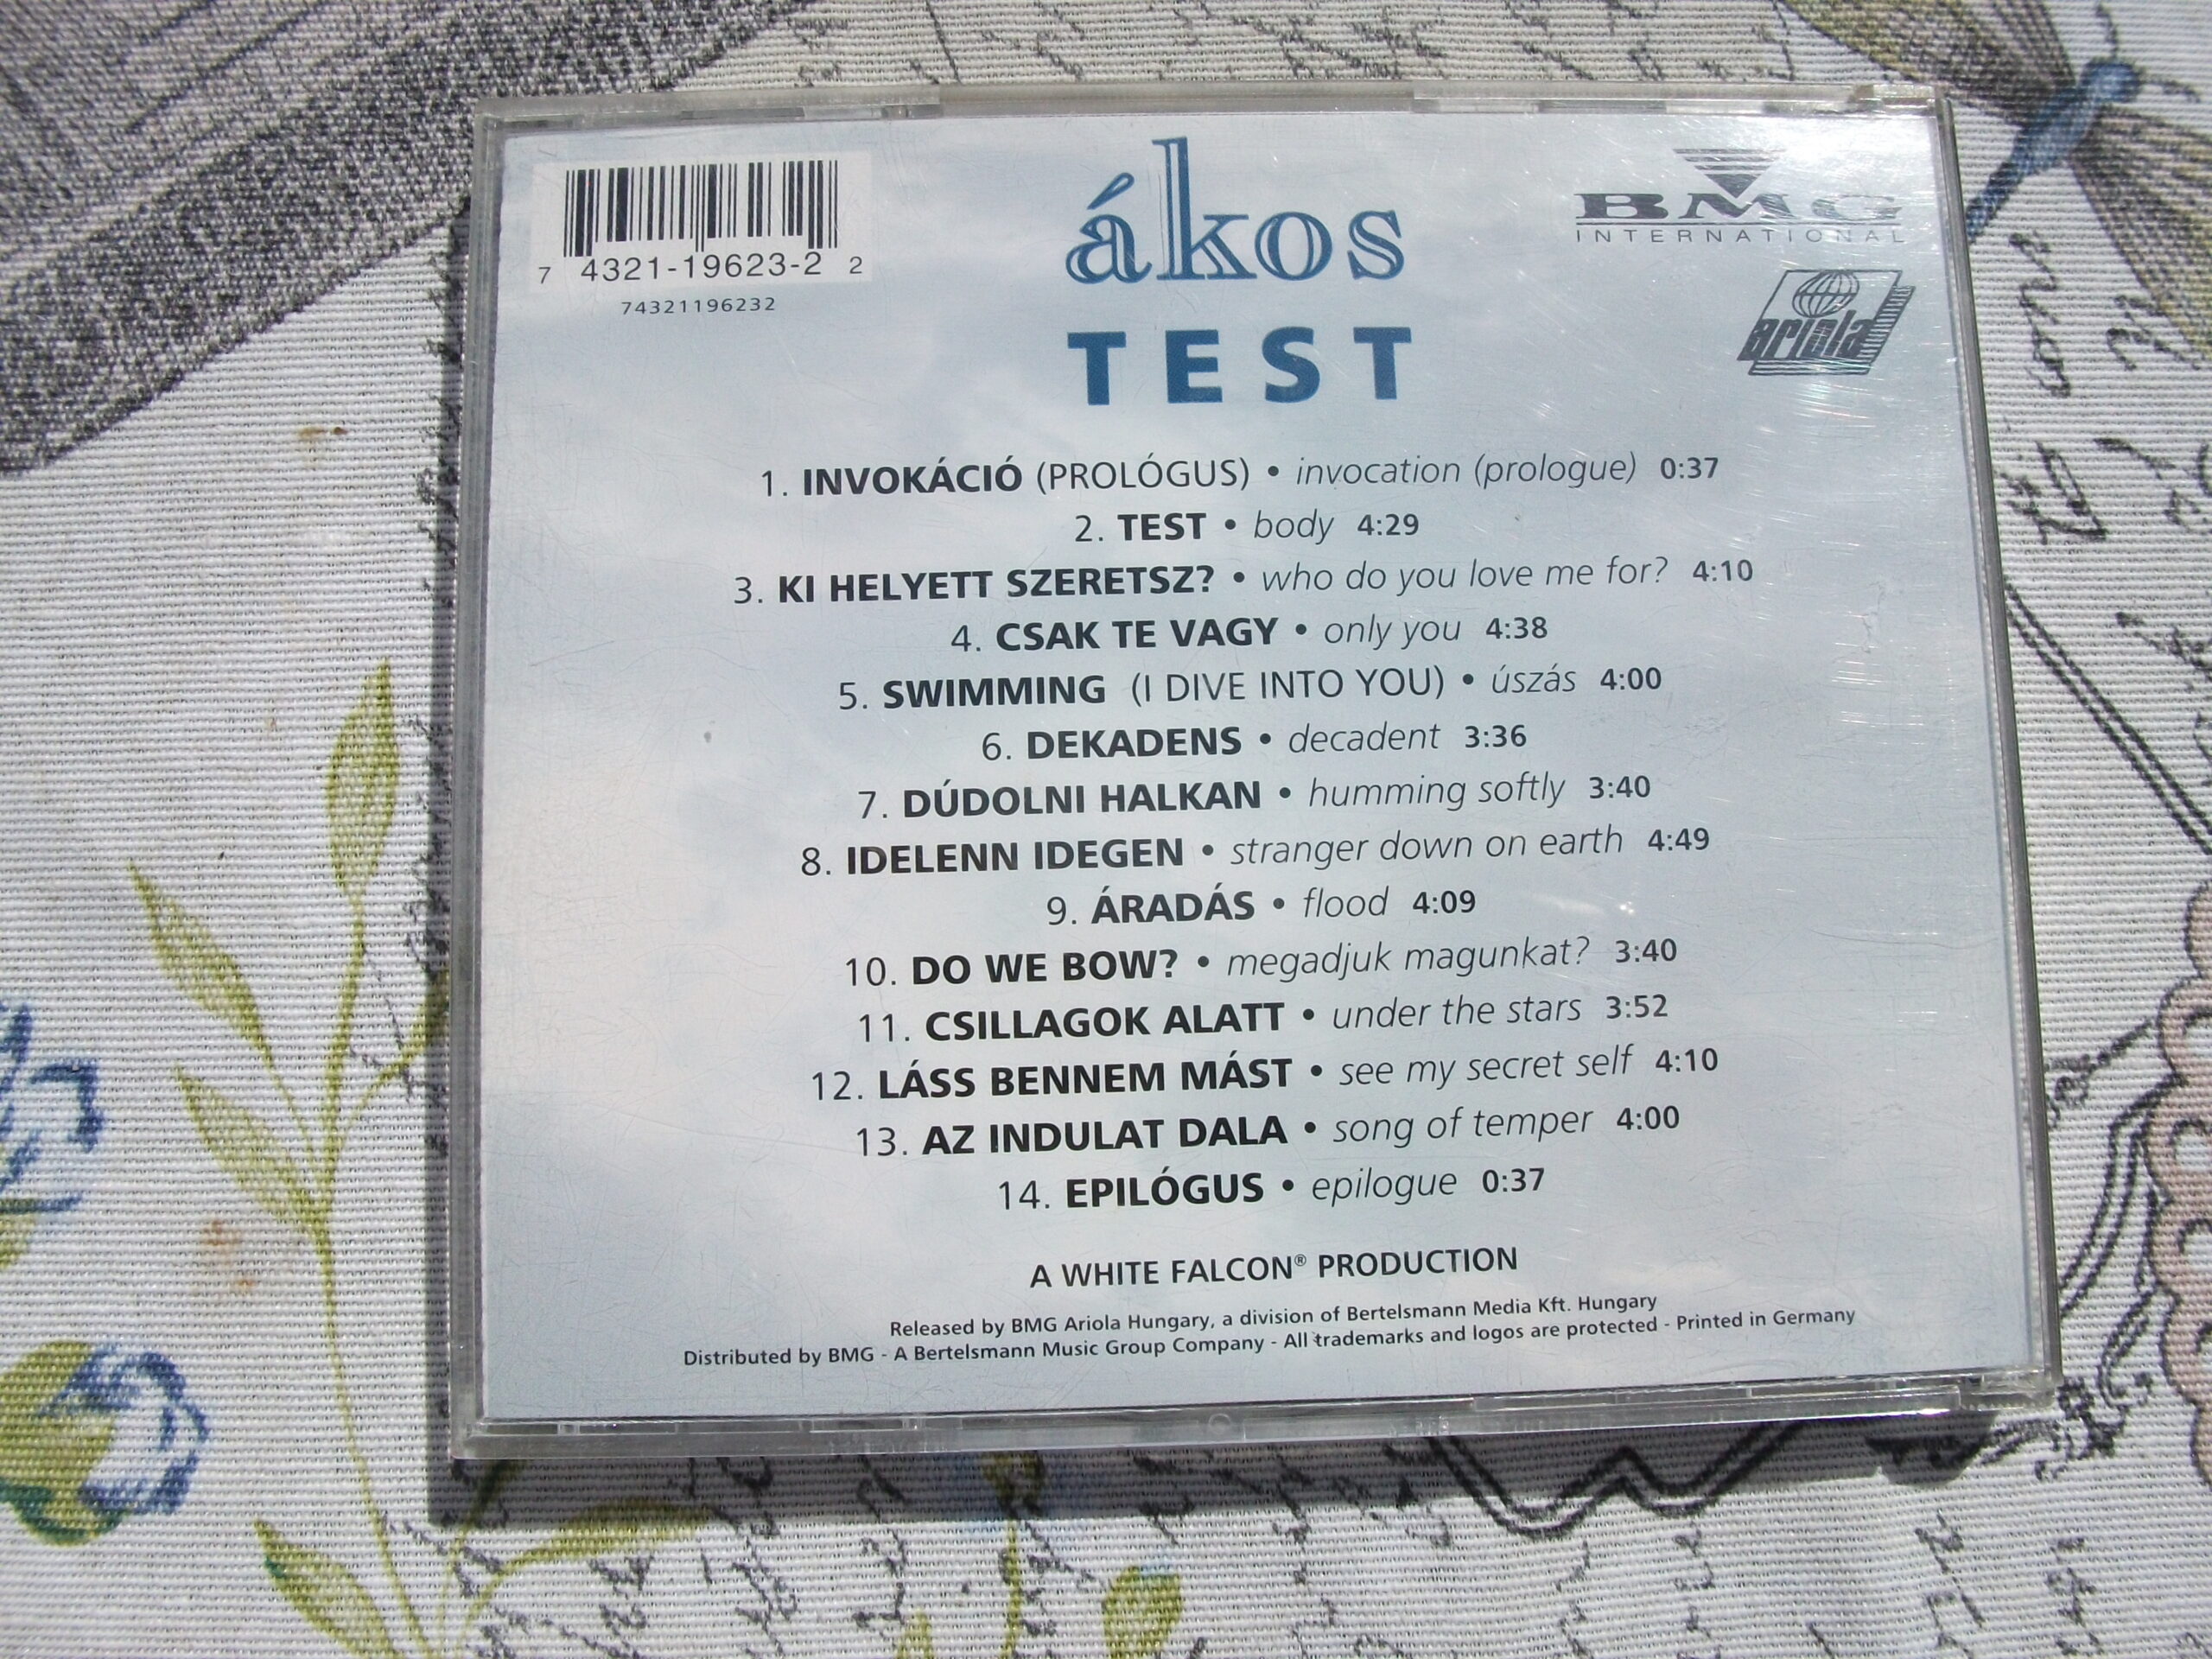 7 4321-19623-2 2
74321196232
ákos
TEST
BMG
INTERNATIONAL
ariola
1. INVOKÁCIÓ (PROLÓGUS) • invocation (prologue) 0:37
2. TEST • body 4:29
3. KI HELYETT SZERETSZ? • who do you love me for? 4:10
4. CSAK TE VAGY • only you 4:38
5. SWIMMING (I DIVE INTO YOU) • úszás 4:00
6. DEKADENS • decadent 3:36
7. DÚDOLNI HALKAN • humming softly 3:40
8. IDELENN IDEGEN • stranger down on earth 4:49
9. ÁRADÁS • flood 4:09
10. DO WE BOW? • megadjuk magunkat? 3:40
11. CSILLAGOK ALATT • under the stars 3:52
12. LÁSS BENNEM MÁST • see my secret self 4:10
13. AZ INDULAT DALA • song of temper 4:00
14. EPILÓGUS • epilogue 0:37
A WHITE FALCON® PRODUCTION
Released by BMG Ariola Hungary, a division of Bertelsmann Media Kft. Hungary
Distributed by BMG - A Bertelsmann Music Group Company - All trademarks and logos are protected - Printed in Germany